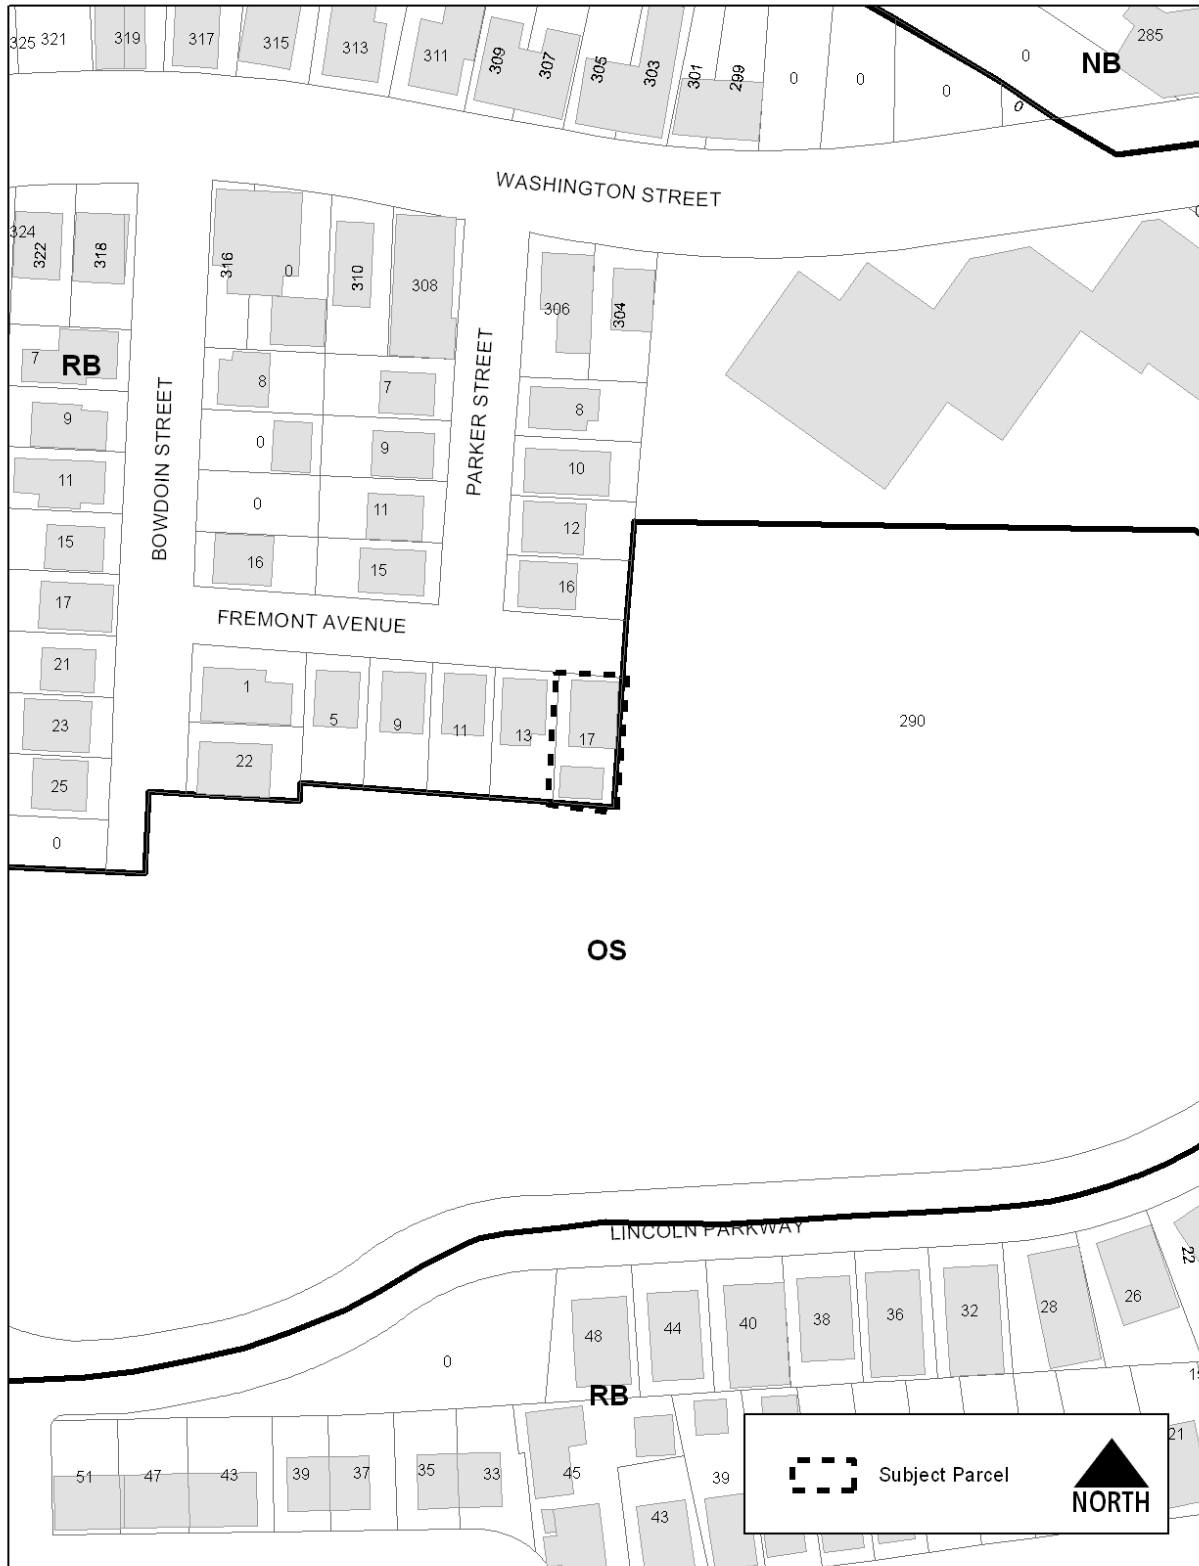 325 321 319 317 315 313 311 309 307 305 303 301 299 0 0 0 0 0 285
NB
WASHINGTON STREET
324 322 318 316 0 310 308 306 304
7 RB 8 7 8
BOWDOIN STREET
PARKER STREET
9 0 9 10
11 0 11 12
15 16 15 16
17 FREMONT AVENUE
21 1 5 9 11 13 17 290
23
25 22
0
OS
LINCOLN PARKWAY
22
48 44 40 38 36 32 28 26
0
RB
51 47 43 39 37 35 33 45 39 21
43
Subject Parcel
NORTH